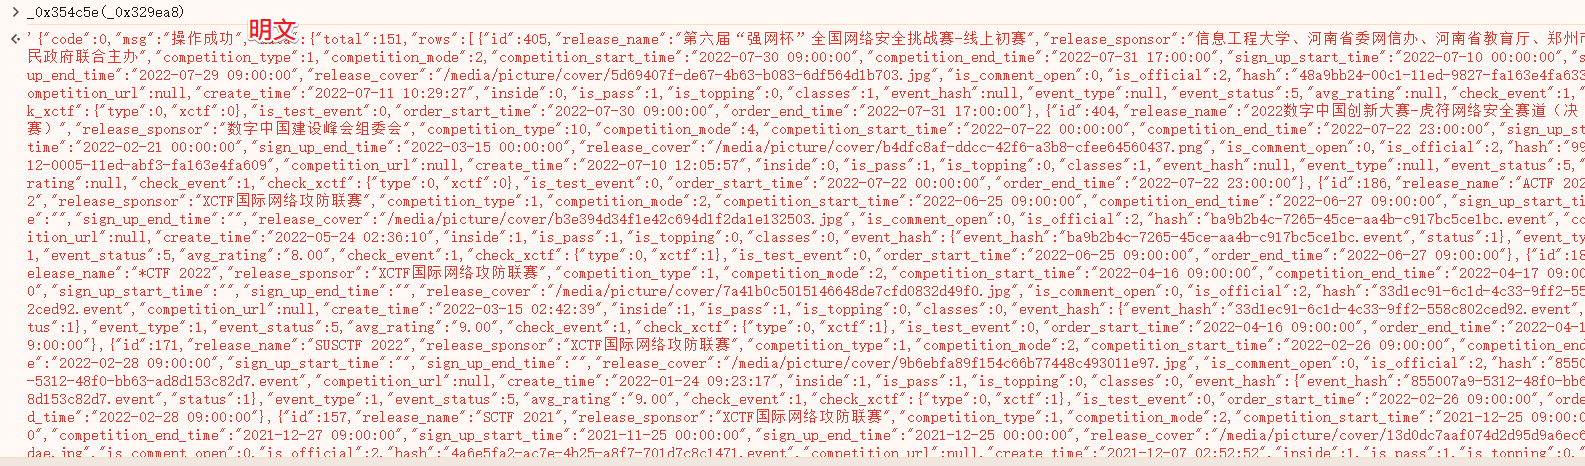 _0x354c5e(_0x329ea8)
明文
' {"code":0,"msg":"操作成功", :{"total":151,"rows":[{"id":405,"release_name":"第六届“强网杯”全国网络安全挑战赛-线上初赛","release_sponsor":"信息工程大学、河南省委网信办、河南省教育厅、郑州市
民政府联合主办","competition_type":1,"competition_mode":2,"competition_start_time":"2022-07-30 09:00:00","competition_end_time":"2022-07-31 17:00:00","sign_up_start_time":"2022-07-10 00:00:00","s
up_end_time":"2022-07-29 09:00:00","release_cover":"/media/picture/cover/5d69407f-de67-4b63-b083-6df564d1b703.jpg","is_comment_open":0,"is_official":2,"hash":"48a9bb24-00c1-11ed-9827-fa163e4fa633
ompetition_url":null,"create_time":"2022-07-11 10:29:27","inside":0,"is_pass":1,"is_topping":0,"classes":1,"event_hash":null,"event_type":null,"event_status":5,"avg_rating":null,"check_event":1,"
k_xctf":{"type":0,"xctf":0},"is_test_event":0,"order_start_time":"2022-07-30 09:00:00","order_end_time":"2022-07-31 17:00:00"},{"id":404,"release_name":"2022数字中国创新大赛-虎符网络安全赛道（决
赛）","release_sponsor":"数字中国建设峰会组委会","competition_type":10,"competition_mode":4,"competition_start_time":"2022-07-22 00:00:00","competition_end_time":"2022-07-22 23:00:00","sign_up_st
time":"2022-02-21 00:00:00","sign_up_end_time":"2022-03-15 00:00:00","release_cover":"/media/picture/cover/b4dfc8af-ddcc-42f6-a3b8-cfee64560437.png","is_comment_open":0,"is_official":2,"hash":"99
12-0005-11ed-abf3-fa163e4fa609","competition_url":null,"create_time":"2022-07-10 12:05:57","inside":0,"is_pass":1,"is_topping":0,"classes":1,"event_hash":null,"event_type":null,"event_status":5,"
rating":null,"check_event":1,"check_xctf":{"type":0,"xctf":0},"is_test_event":0,"order_start_time":"2022-07-22 00:00:00","order_end_time":"2022-07-22 23:00:00"},{"id":186,"release_name":"ACTF 202
2","release_sponsor":"XCTF国际网络攻防联赛","competition_type":1,"competition_mode":2,"competition_start_time":"2022-06-25 09:00:00","competition_end_time":"2022-06-27 09:00:00","sign_up_start_tim
e":"","sign_up_end_time":"","release_cover":"/media/picture/cover/b3e394d34f1e42c694d1f2da1e132503.jpg","is_comment_open":0,"is_official":2,"hash":"ba9b2b4c-7265-45ce-aa4b-c917bc5ce1bc.event","co
ition_url":null,"create_time":"2022-05-24 02:36:10","inside":1,"is_pass":1,"is_topping":0,"classes":0,"event_hash":{"event_hash":"ba9b2b4c-7265-45ce-aa4b-c917bc5ce1bc.event","status":1},"event_ty
1,"event_status":5,"avg_rating":"8.00","check_event":1,"check_xctf":{"type":0,"xctf":1},"is_test_event":0,"order_start_time":"2022-06-25 09:00:00","order_end_time":"2022-06-27 09:00:00"},{"id":18
elease_name":"*CTF 2022","release_sponsor":"XCTF国际网络攻防联赛","competition_type":1,"competition_mode":2,"competition_start_time":"2022-04-16 09:00:00","competition_end_time":"2022-04-17 09:00
0","sign_up_start_time":"","sign_up_end_time":"","release_cover":"/media/picture/cover/7a41b0c5015146648de7cfd0832d49f0.jpg","is_comment_open":0,"is_official":2,"hash":"33d1ec91-6c1d-4c33-9ff2-55
2ced92.event","competition_url":null,"create_time":"2022-03-15 02:42:39","inside":1,"is_pass":1,"is_topping":0,"classes":0,"event_hash":{"event_hash":"33d1ec91-6c1d-4c33-9ff2-558c802ced92.event","
tus":1},"event_type":1,"event_status":5,"avg_rating":"9.00","check_event":1,"check_xctf":{"type":0,"xctf":1},"is_test_event":0,"order_start_time":"2022-04-16 09:00:00","order_end_time":"2022-04-1
9:00:00"},{"id":171,"release_name":"SUSCTF 2022","release_sponsor":"XCTF国际网络攻防联赛","competition_type":1,"competition_mode":2,"competition_start_time":"2022-02-26 09:00:00","competition_end_
e":"2022-02-28 09:00:00","sign_up_start_time":"","sign_up_end_time":"","release_cover":"/media/picture/cover/9b6ebfa89f154c66b77448c493011e97.jpg","is_comment_open":0,"is_official":2,"hash":"8550
-5312-48f0-bb63-ad8d153c82d7.event","competition_url":null,"create_time":"2022-01-24 09:23:17","inside":1,"is_pass":1,"is_topping":0,"classes":0,"event_hash":{"event_hash":"855007a9-5312-48f0-bb6
8d153c82d7.event","status":1},"event_type":1,"event_status":5,"avg_rating":"9.00","check_event":1,"check_xctf":{"type":0,"xctf":1},"is_test_event":0,"order_start_time":"2022-02-26 09:00:00","orde
d_time":"2022-02-28 09:00:00"},{"id":157,"release_name":"SCTF 2021","release_sponsor":"XCTF国际网络攻防联赛","competition_type":1,"competition_mode":2,"competition_start_time":"2021-12-25 09:00:0
0","competition_end_time":"2021-12-27 09:00:00","sign_up_start_time":"2021-11-25 00:00:00","sign_up_end_time":"2021-12-25 00:00:00","release_cover":"/media/picture/cover/13d0dc7aaf074d2d95d9a6ec6
dae.jpg","is_comment_open":0,"is_official":2,"hash":"4a6e5fa2-ac7e-4b25-a8f7-701d7c8c1471.event","competition_url":null,"create_time":"2021-12-07 02:52:52","inside":1,"is_pass":1,"is_topping":0,